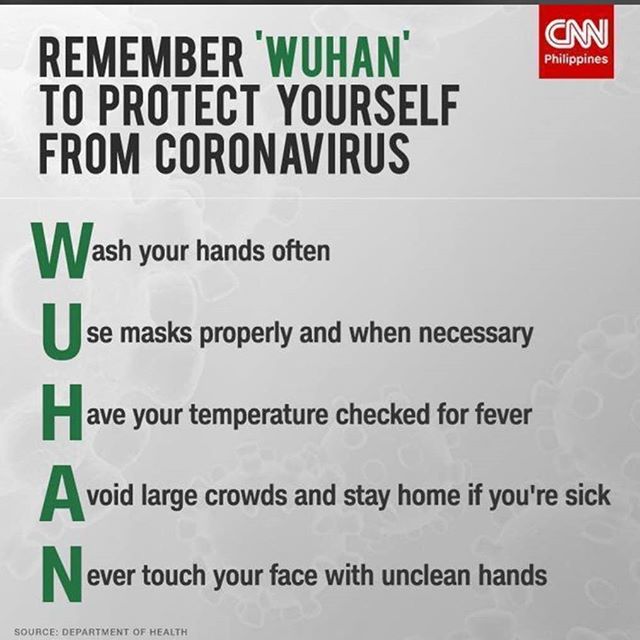 REMEMBER 'WUHAN'
TO PROTECT YOURSELF
FROM CORONAVIRUS
CNN
Philippines
Wash your hands often
Use masks properly and when necessary
Have your temperature checked for fever
Avoid large crowds and stay home if you're sick
Never touch your face with unclean hands
SOURCE: DEPARTMENT OF HEALTH